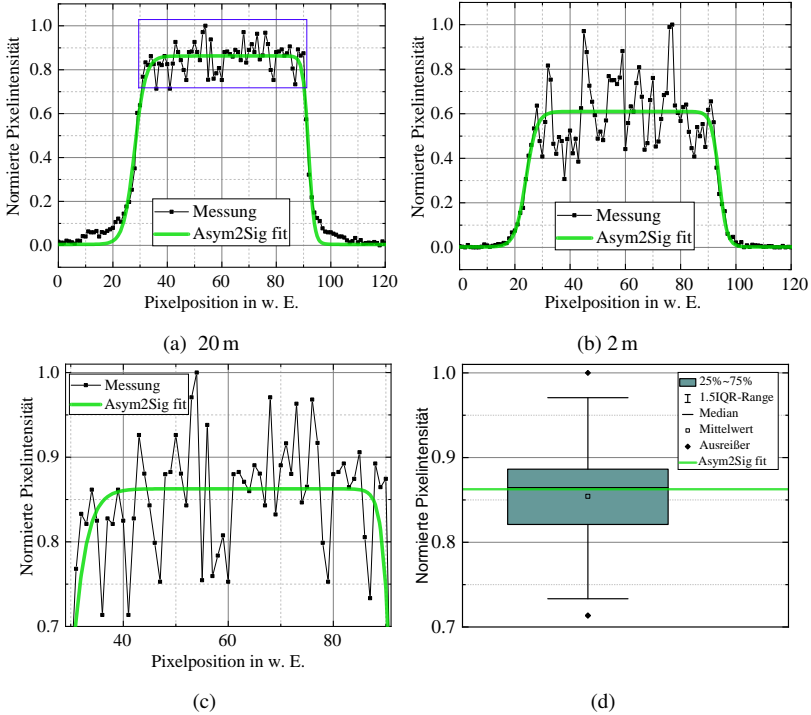 Normierte Pixelintensität
1.0
0.8
0.6
0.4
0.2
0.0
Messung
Asym2Sig fit
0 20 40 60 80 100 120
Pixelposition in w. E.
(a) 20 m
Normierte Pixelintensität
1.0
0.8
0.6
0.4
0.2
0.0
Messung
Asym2Sig fit
0 20 40 60 80 100 120
Pixelposition in w. E.
(b) 2 m
Normierte Pixelintensität
1.0
0.9
0.8
0.7
Messung
Asym2Sig fit
40 60 80
Pixelposition in w. E.
(c)
Normierte Pixelintensität
1.0
0.9
0.8
0.7
25%~75%
1.5IQR-Range
Median
Mittelwert
Ausreißer
Asym2Sig fit
(d)